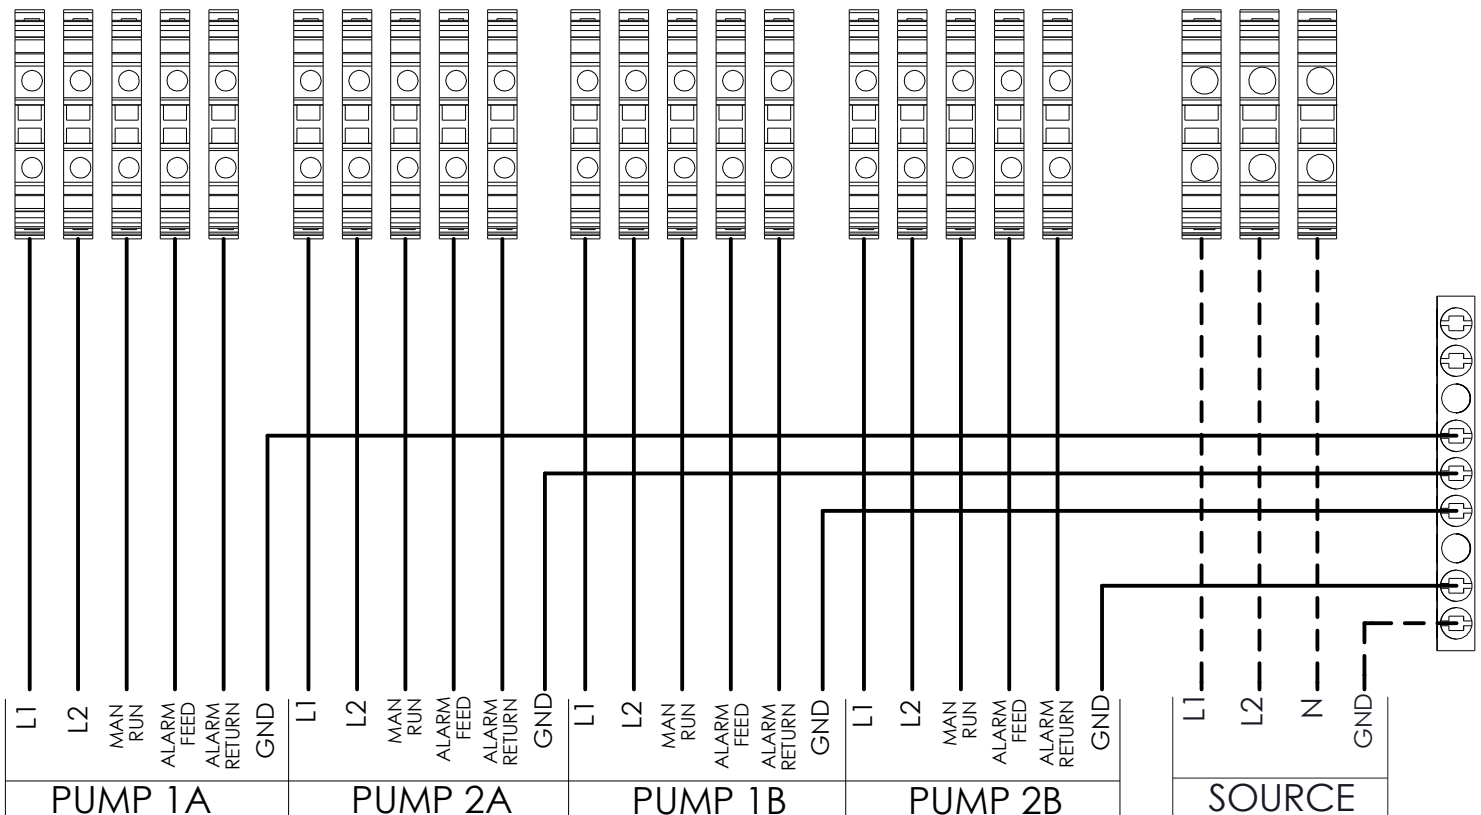 L1
L2
MAN
RUN
ALARM
FEED
ALARM
RETURN
GND
L1
L2
MAN
RUN
ALARM
FEED
ALARM
RETURN
GND
L1
L2
MAN
RUN
ALARM
FEED
ALARM
RETURN
GND
L1
L2
MAN
RUN
ALARM
FEED
ALARM
RETURN
GND
L1
L2
N
GND
PUMP 1A
PUMP 2A
PUMP 1B
PUMP 2B
SOURCE